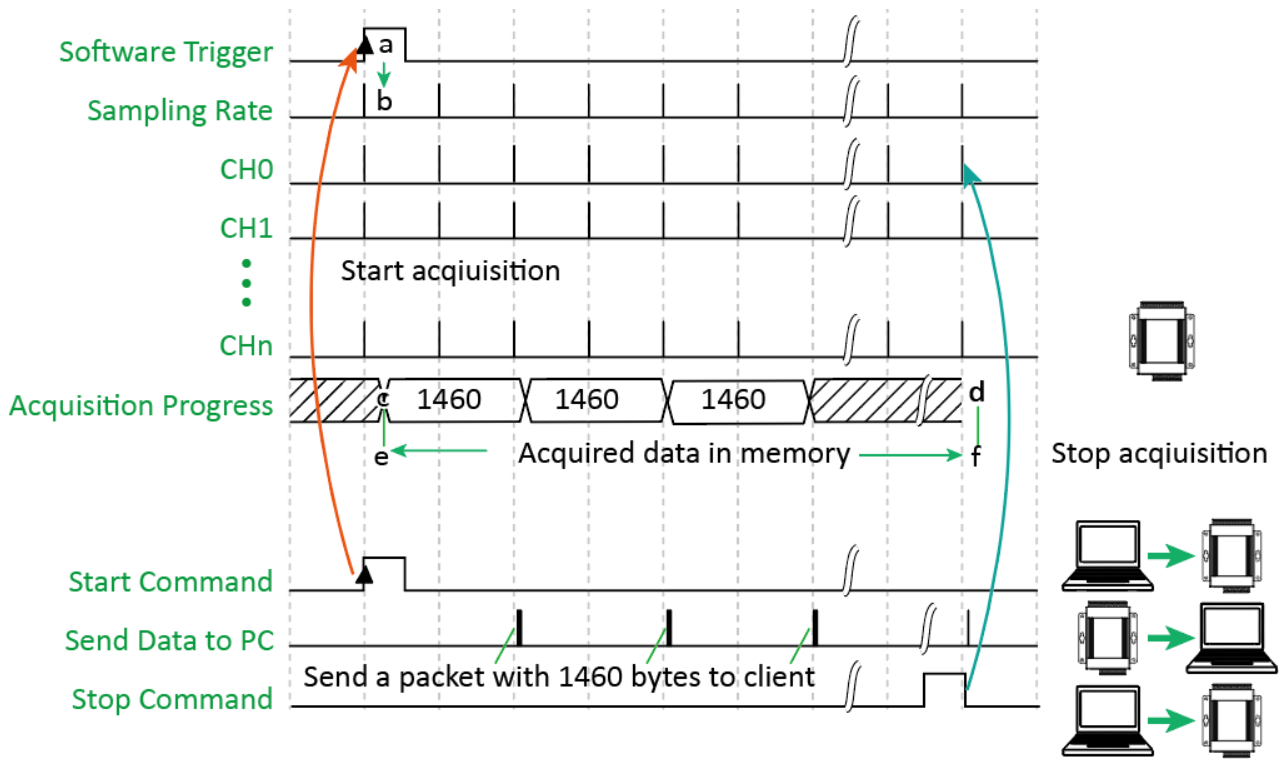 Software Trigger
a
b
Sampling Rate
CH0
CH1
Start acqiuisition
CHn
Acquisition Progress
c 1460 1460 1460 d
e Acquired data in memory f
Stop acqiuisition
Start Command
Send Data to PC
Send a packet with 1460 bytes to client
Stop Command